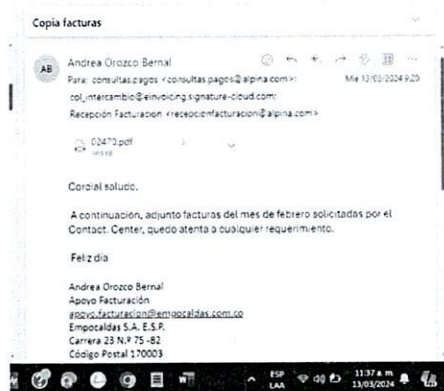 Copia facturas
AB
Andrea Orozco Bernal
Para: consultas.pagos <consultas.pagos@alpina.com>;
Mié 13/03/2024 9:20
col_intercambio@einvoicing.signature-cloud.com;
Recepción Facturacion <recepcionfacturacion@alpina.com>
02473.pdf
Cordial saludo,
A continuación, adjunto facturas del mes de febrero solicitadas por el
Contact. Center, quedo atenta a cualquier requerimiento.
Feliz día
Andrea Orozco Bernal
Apoyo Facturación
apoyo.facturacion@empocaldas.com.co
Empocaldas S.A. E.S.P.
Carrera 23 N.º 75 -82
Código Postal 170003
ESP
LAA
11:37 a. m.
13/03/2024